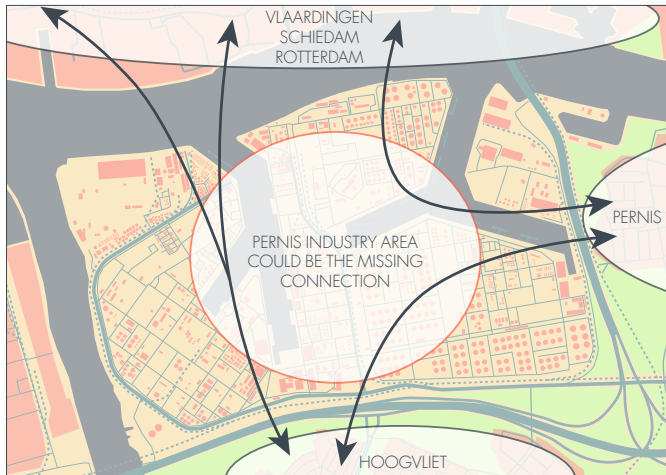 VLAARDINGEN
SCHIEDAM
ROTTERDAM
PERNIS
PERNIS INDUSTRY AREA
COULD BE THE MISSING
CONNECTION
HOOGVLIET